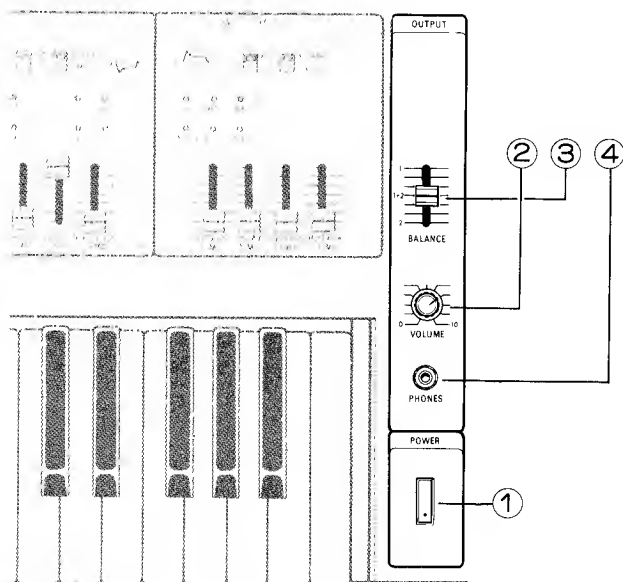 OUTPUT
② ③ ④
1
1+2
2
BALANCE
0 10
VOLUME
PHONES
POWER
①